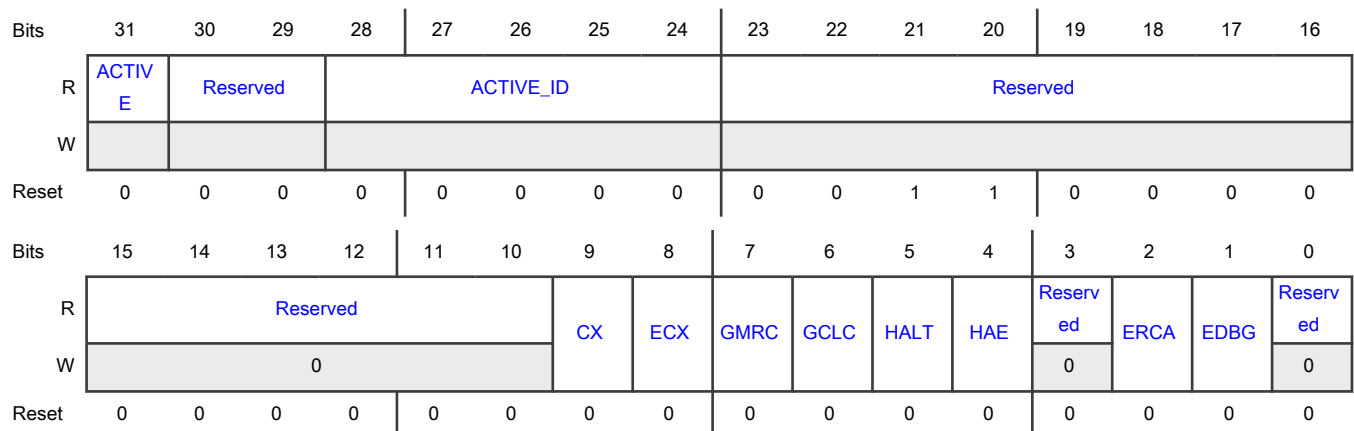 Bits 31 30 29 28 27 26 25 24 23 22 21 20 19 18 17 16
R ACTIV
E Reserved ACTIVE_ID Reserved
W
Reset 0 0 0 0 0 0 0 0 0 0 1 1 0 0 0 0
Bits 15 14 13 12 11 10 9 8 7 6 5 4 3 2 1 0
R Reserved CX ECX GMRC GCLC HALT HAE Reserv
ed ERCA EDBG Reserv
ed
W 0 0 0
Reset 0 0 0 0 0 0 0 0 0 0 0 0 0 0 0 0